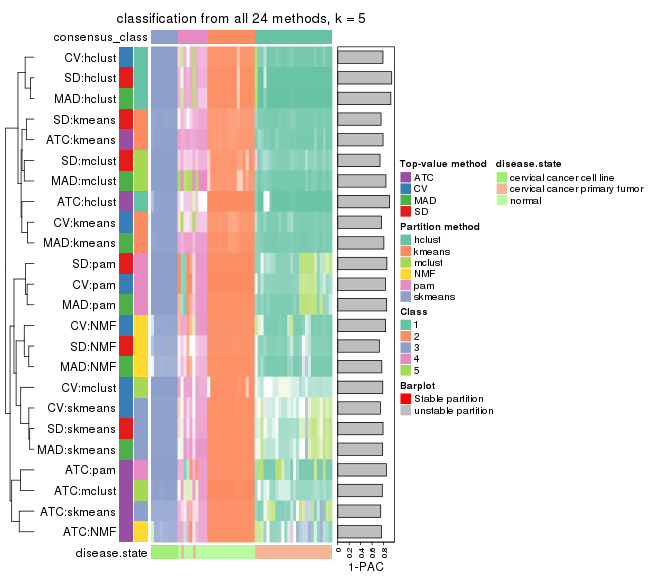 classification from all 24 methods, k = 5
consensus_class
CV:hclust
SD:hclust
MAD:hclust
SD:kmeans
ATC:kmeans
SD:mclust
MAD:mclust
ATC:hclust
CV:kmeans
MAD:kmeans
SD:pam
CV:pam
MAD:pam
CV:NMF
SD:NMF
MAD:NMF
CV:mclust
CV:skmeans
SD:skmeans
MAD:skmeans
ATC:pam
ATC:mclust
ATC:skmeans
ATC:NMF
disease.state
0
0.2
0.4
0.6
0.8
1-PAC
Top-value method
ATC
CV
MAD
SD
Partition method
hclust
kmeans
mclust
NMF
pam
skmeans
Class
1
2
3
4
5
Barplot
Stable partition
unstable partition
disease.state
cervical cancer cell line
cervical cancer primary tumor
normal